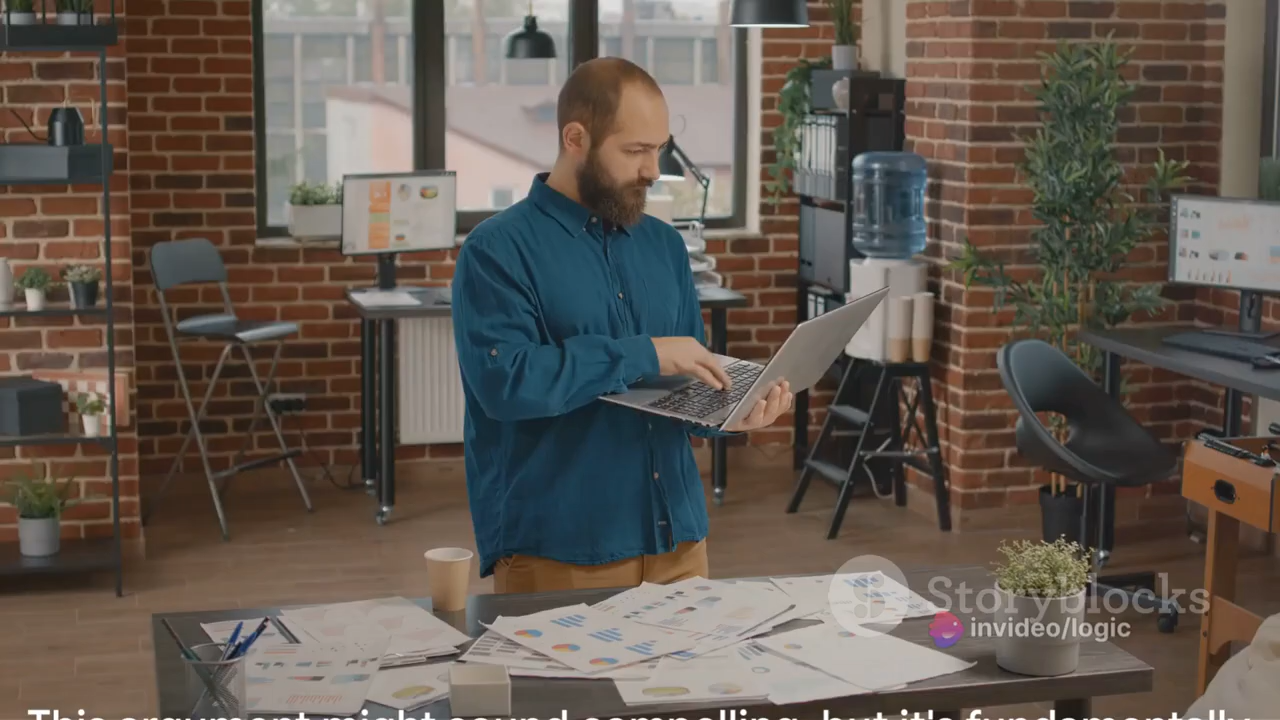 Storyblocks
invideo/logic
This argument might sound compelling, but it's fundamentally